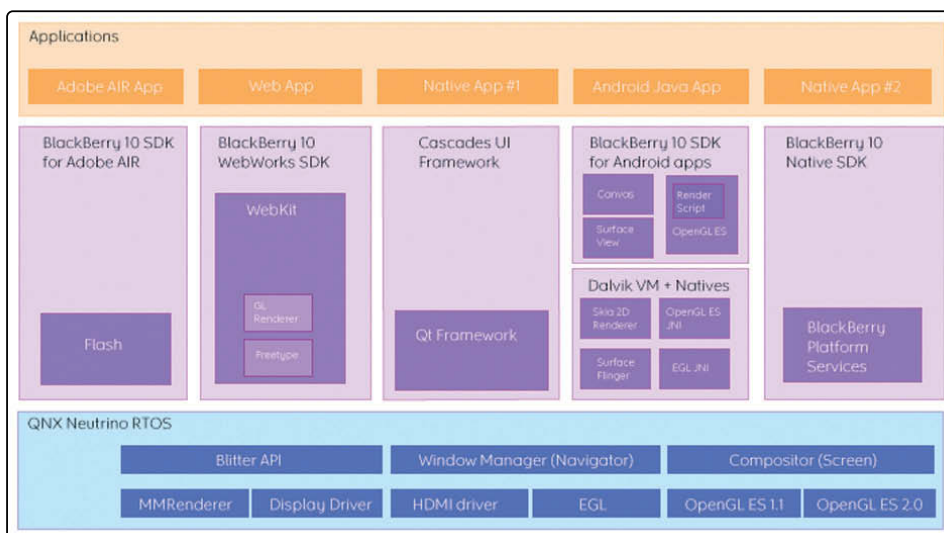 Applications
Adobe AIR App
Web App
Native App #1
Android Java App
Native App #2
BlackBerry 10 SDK
for Adobe AIR
Flash
BlackBerry 10
WebWorks SDK
WebKit
GL
Renderer
Freetype
Cascades UI
Framework
Qt Framework
BlackBerry 10 SDK
for Android apps
Canvas
Render
Script
Surface
View
OpenGL ES
Dalvik VM + Natives
Skia 2D
Renderer
OpenGL ES
JNI
Surface
Flinger
EGL JNI
BlackBerry 10
Native SDK
BlackBerry
Platform
Services
QNX Neutrino RTOS
Blitter API
Window Manager (Navigator)
Compositor (Screen)
MMRenderer
Display Driver
HDMI driver
EGL
OpenGL ES 1.1
OpenGL ES 2.0